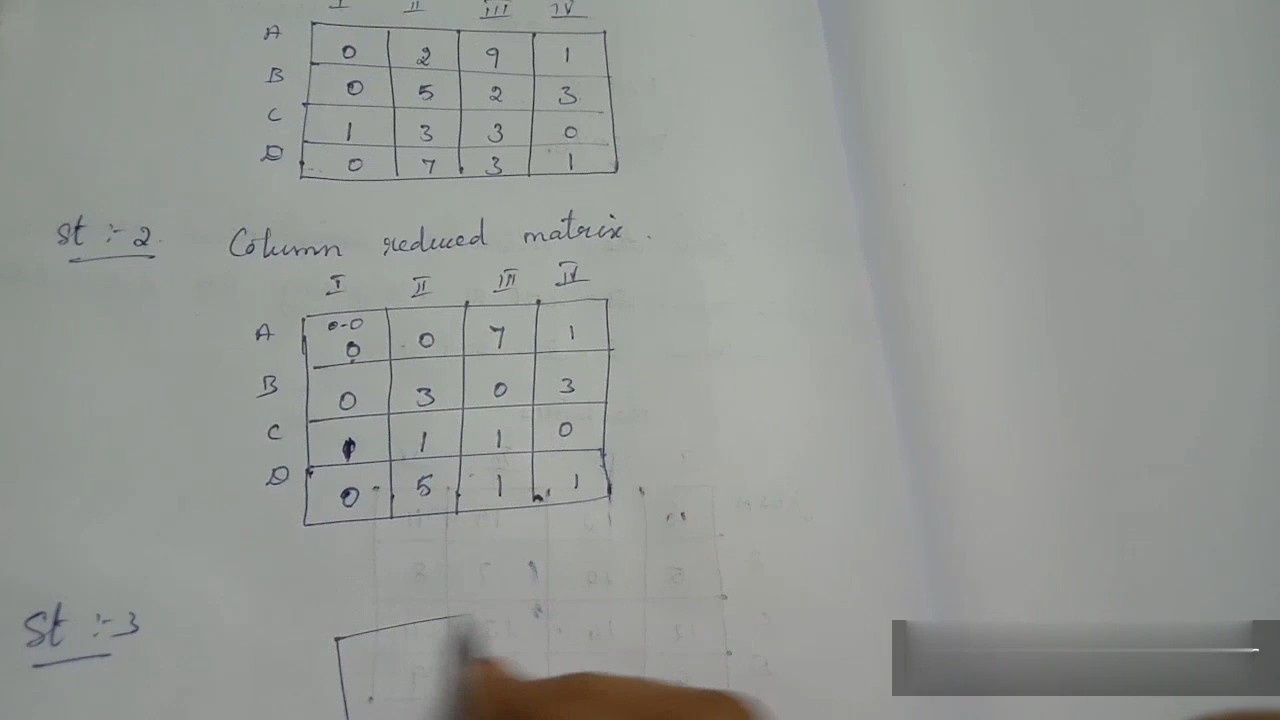 I II III IV
A 0 2 9 1
B 0 5 2 3
C 1 3 3 0
D 0 7 3 1
St :- 2. Column reduced matrix.
I II III IV
0-0
A 0 0 7 1
B 0 3 0 3
C 1 1 1 0
D 0 5 1 1
St :- 3